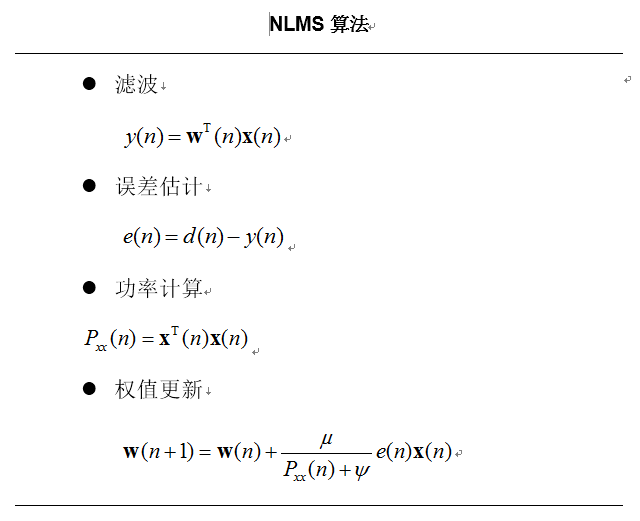 NLMS 算法
● 滤波
y(n) = w^T(n)x(n)
● 误差估计
e(n) = d(n) − y(n)
● 功率计算
P_xx(n) = x^T(n)x(n)
● 权值更新
w(n+1) = w(n) + μ/(P_xx(n)+ψ) e(n)x(n)